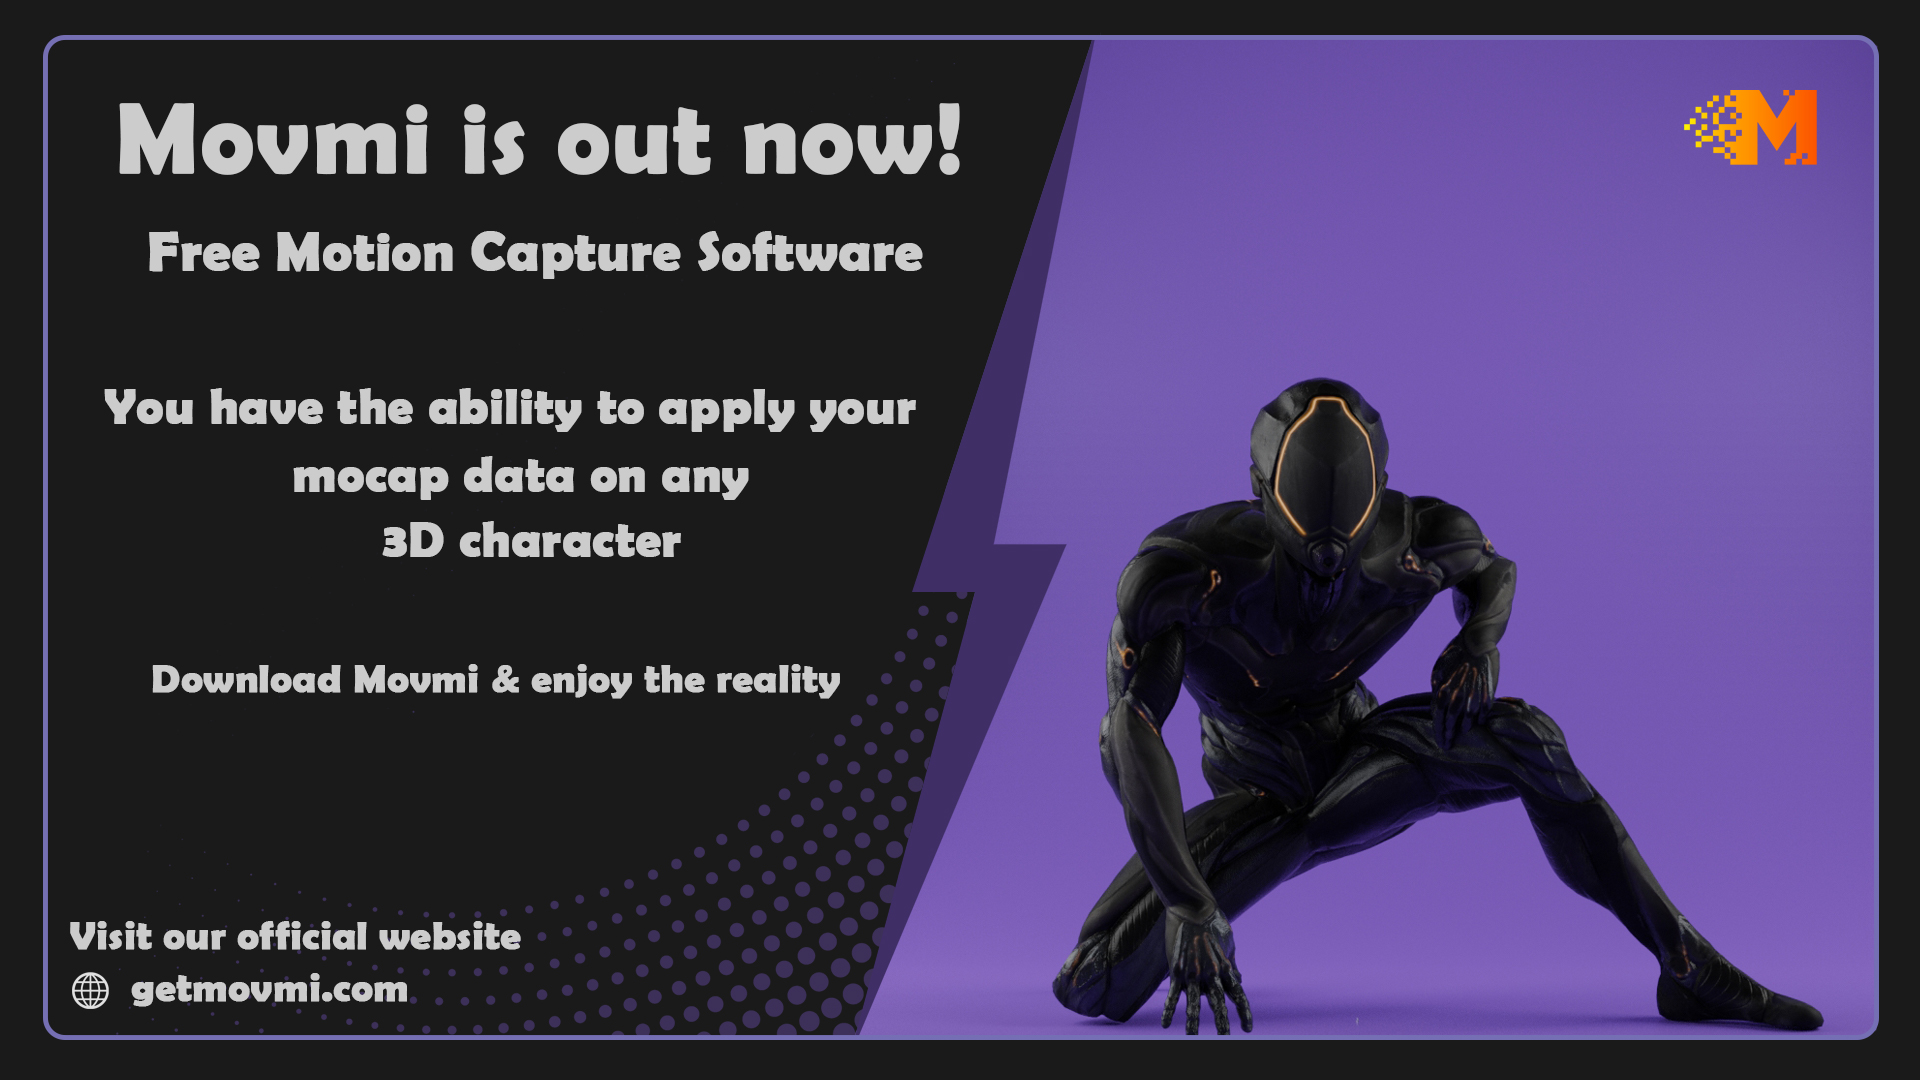 Movmi is out now!
Free Motion Capture Software
You have the ability to apply your
mocap data on any
3D character
Download Movmi & enjoy the reality
Visit our official website
getmovmi.com
M